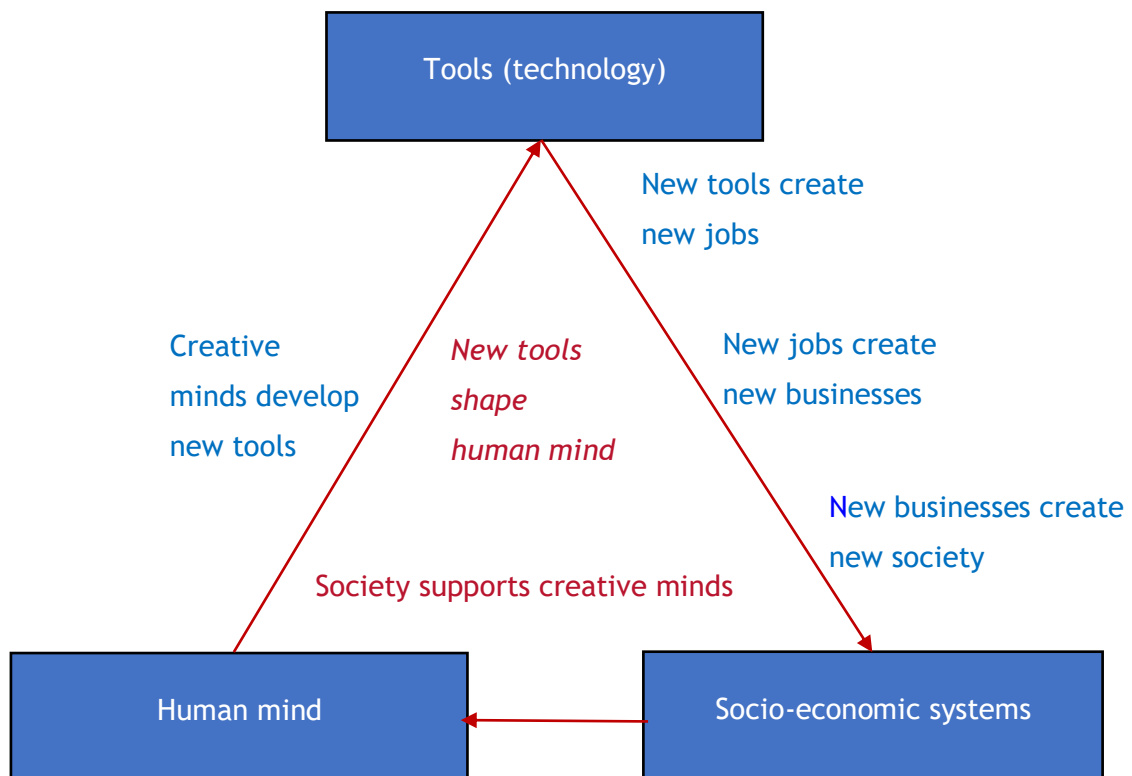 Tools (technology)
New tools create
new jobs
Creative
minds develop
new tools
New tools
shape
human mind
New jobs create
new businesses
New businesses create
new society
Society supports creative minds
Human mind
Socio-economic systems